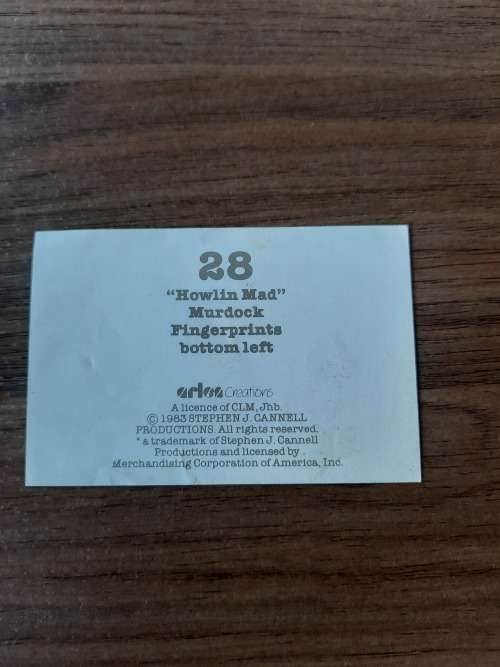 28
“Howlin Mad”
Murdock
Fingerprints
bottom left
Creations
A licence of CLM, Jhb.
© 1983 STEPHEN J. CANNELL
PRODUCTIONS. All rights reserved.
* a trademark of Stephen J. Cannell
Productions and licensed by
Merchandising Corporation of America, Inc.